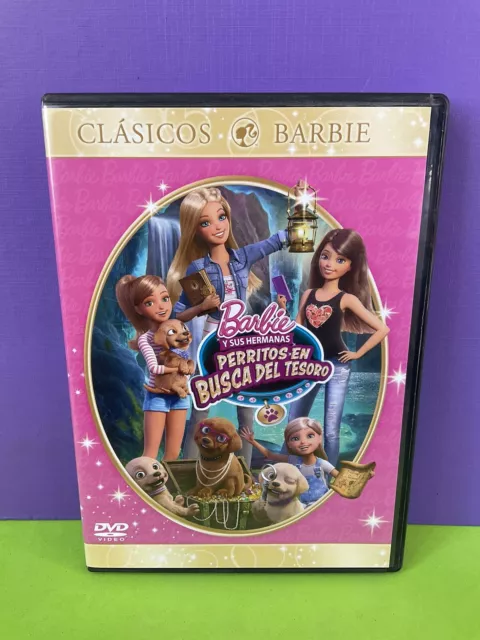 CLÁSICOS BARBIE
Barbie
Y SUS HERMANAS
PERRITOS EN
BUSCA DEL TESORO
DVD
VIDEO